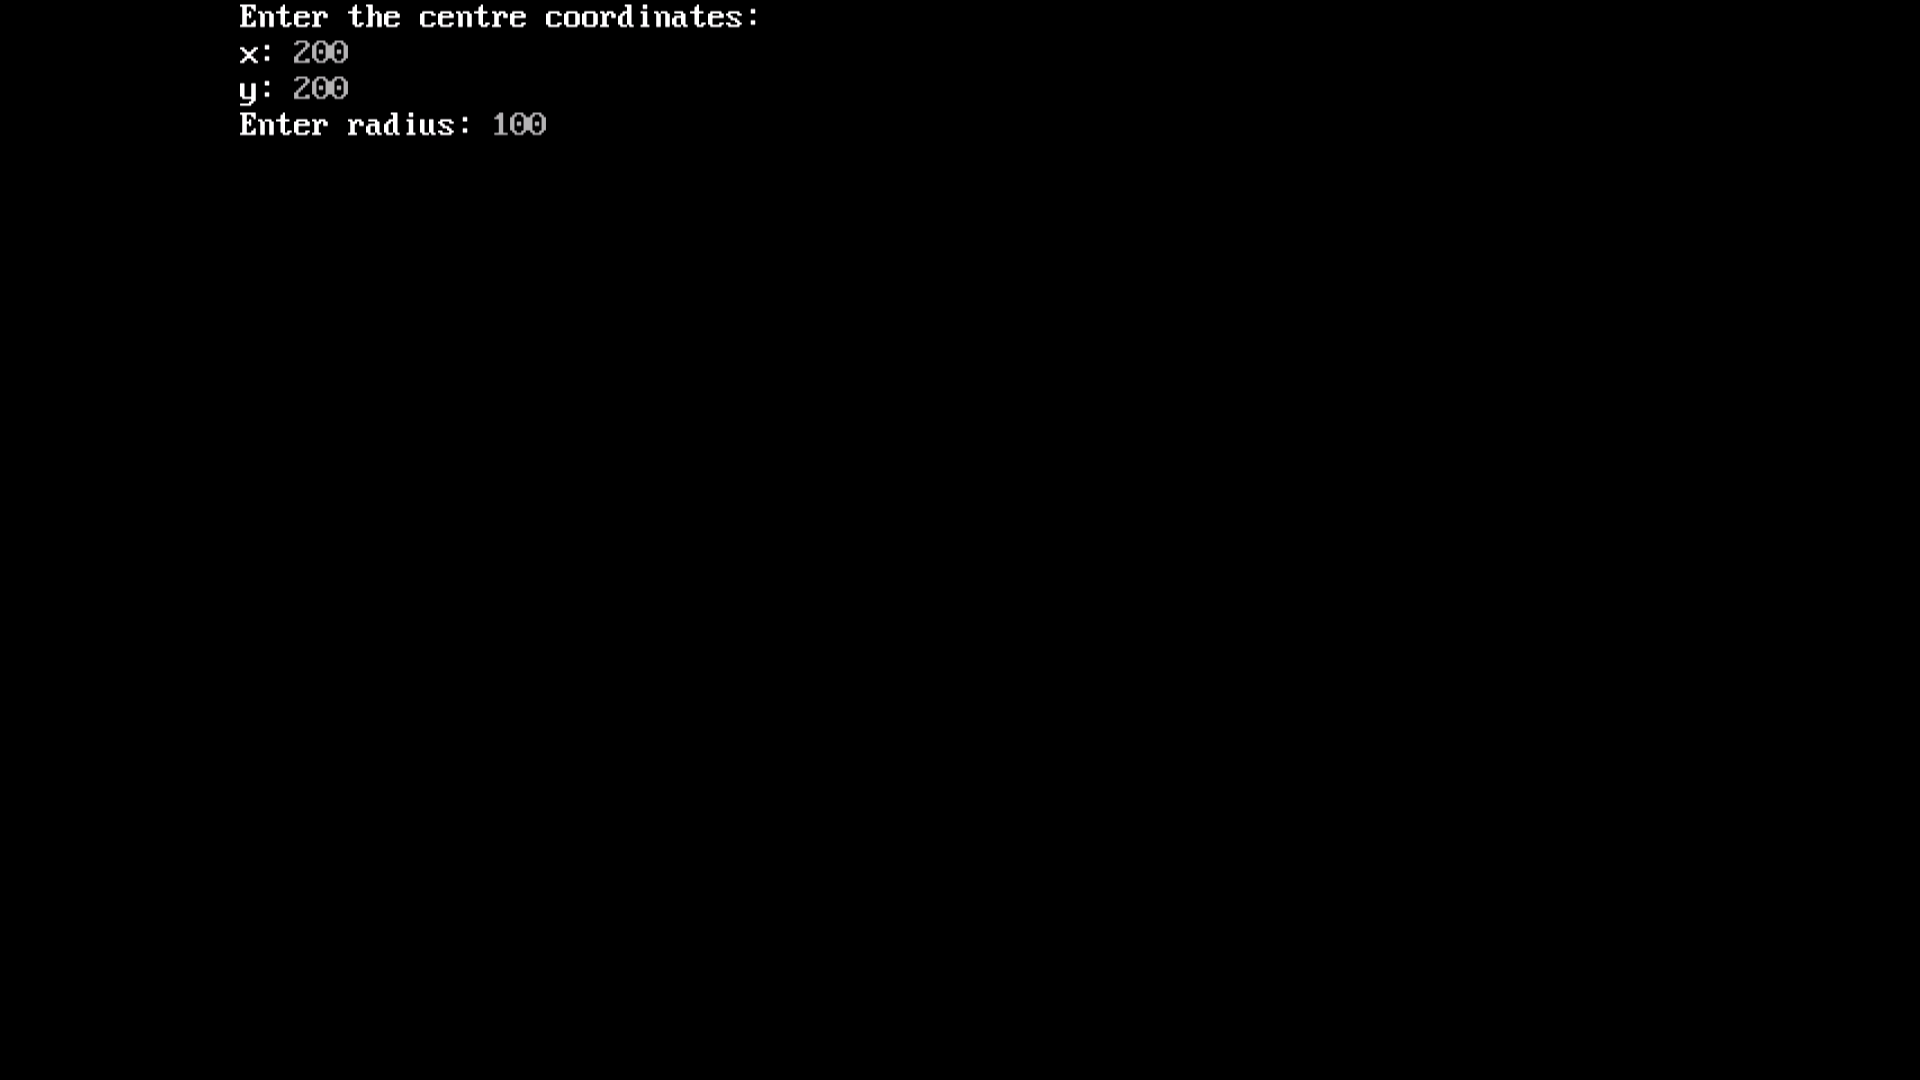 Enter the centre coordinates:
x: 200
y: 200
Enter radius: 100